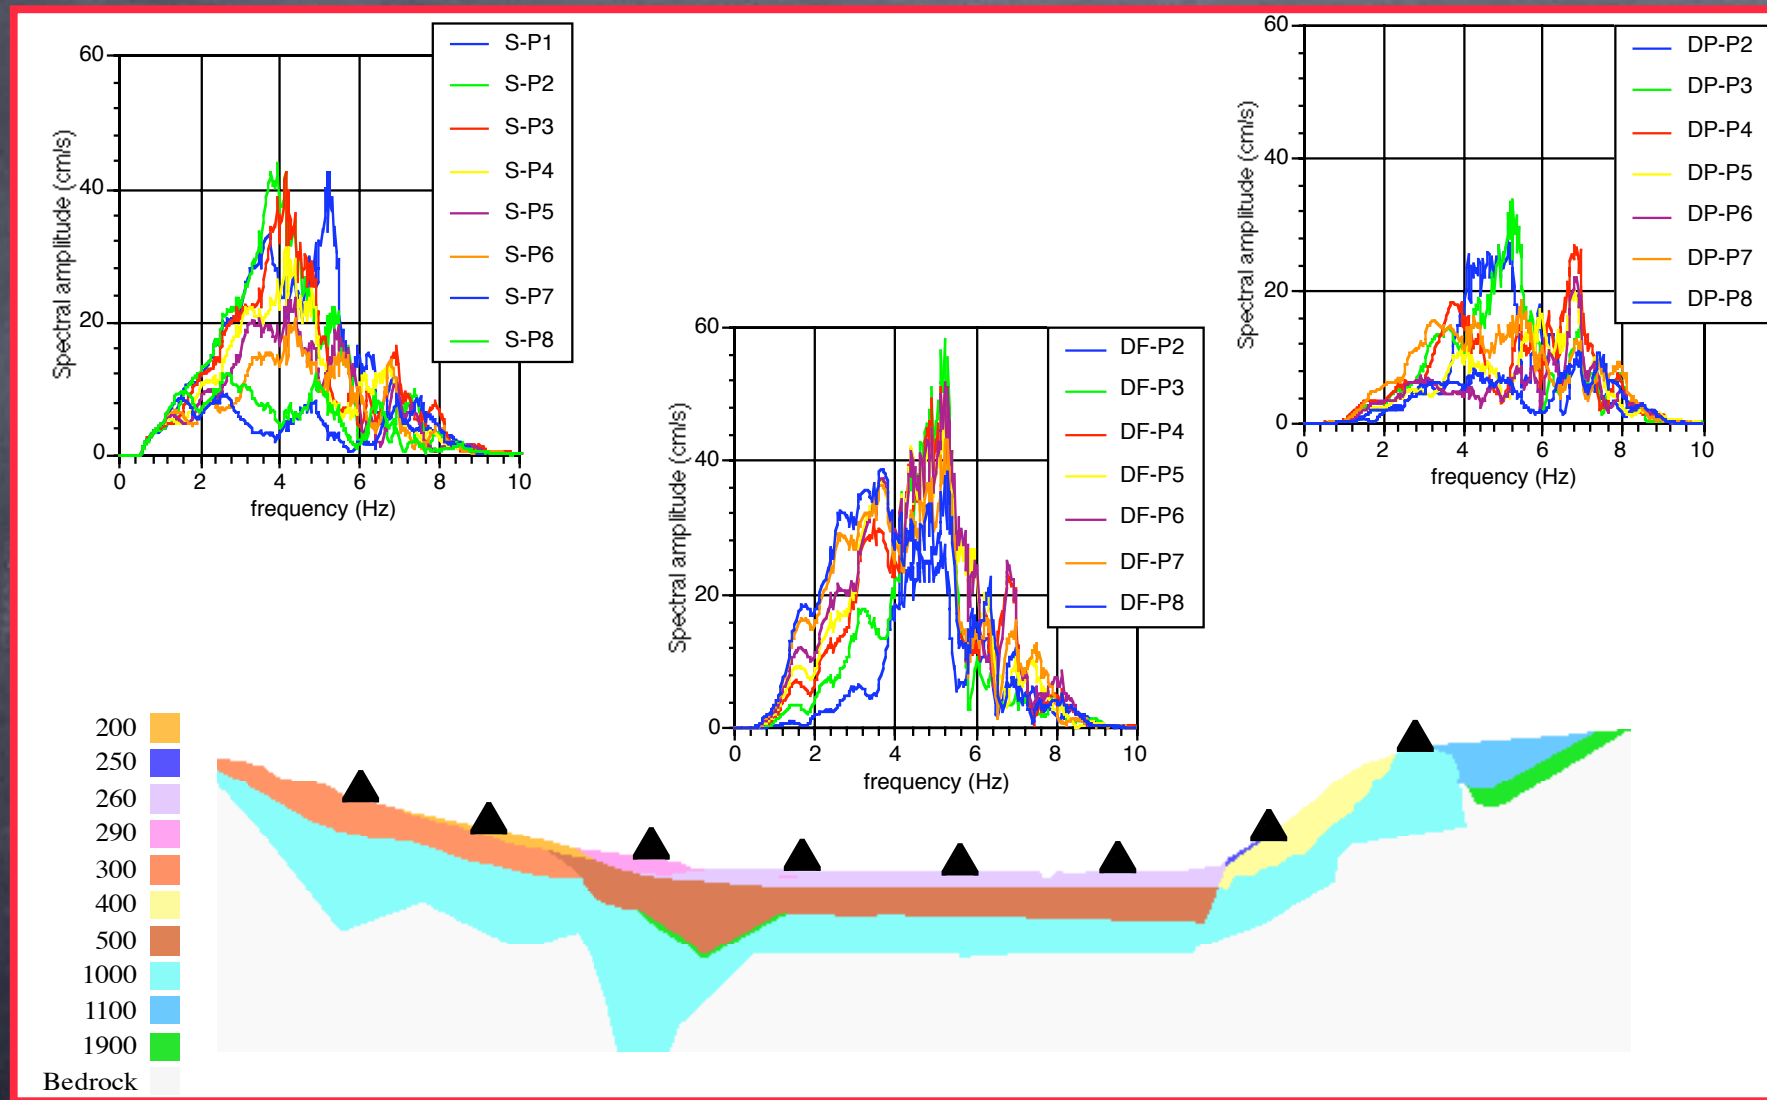 60
40
20
0
Spectral amplitude (cm/s)
0 2 4 6 8 10
frequency (Hz)
S-P1
S-P2
S-P3
S-P4
S-P5
S-P6
S-P7
S-P8
60
40
20
0
Spectral amplitude (cm/s)
0 2 4 6 8 10
frequency (Hz)
DF-P2
DF-P3
DF-P4
DF-P5
DF-P6
DF-P7
DF-P8
60
40
20
0
Spectral amplitude (cm/s)
0 2 4 6 8 10
frequency (Hz)
DP-P2
DP-P3
DP-P4
DP-P5
DP-P6
DP-P7
DP-P8
200
250
260
290
300
400
500
1000
1100
1900
Bedrock